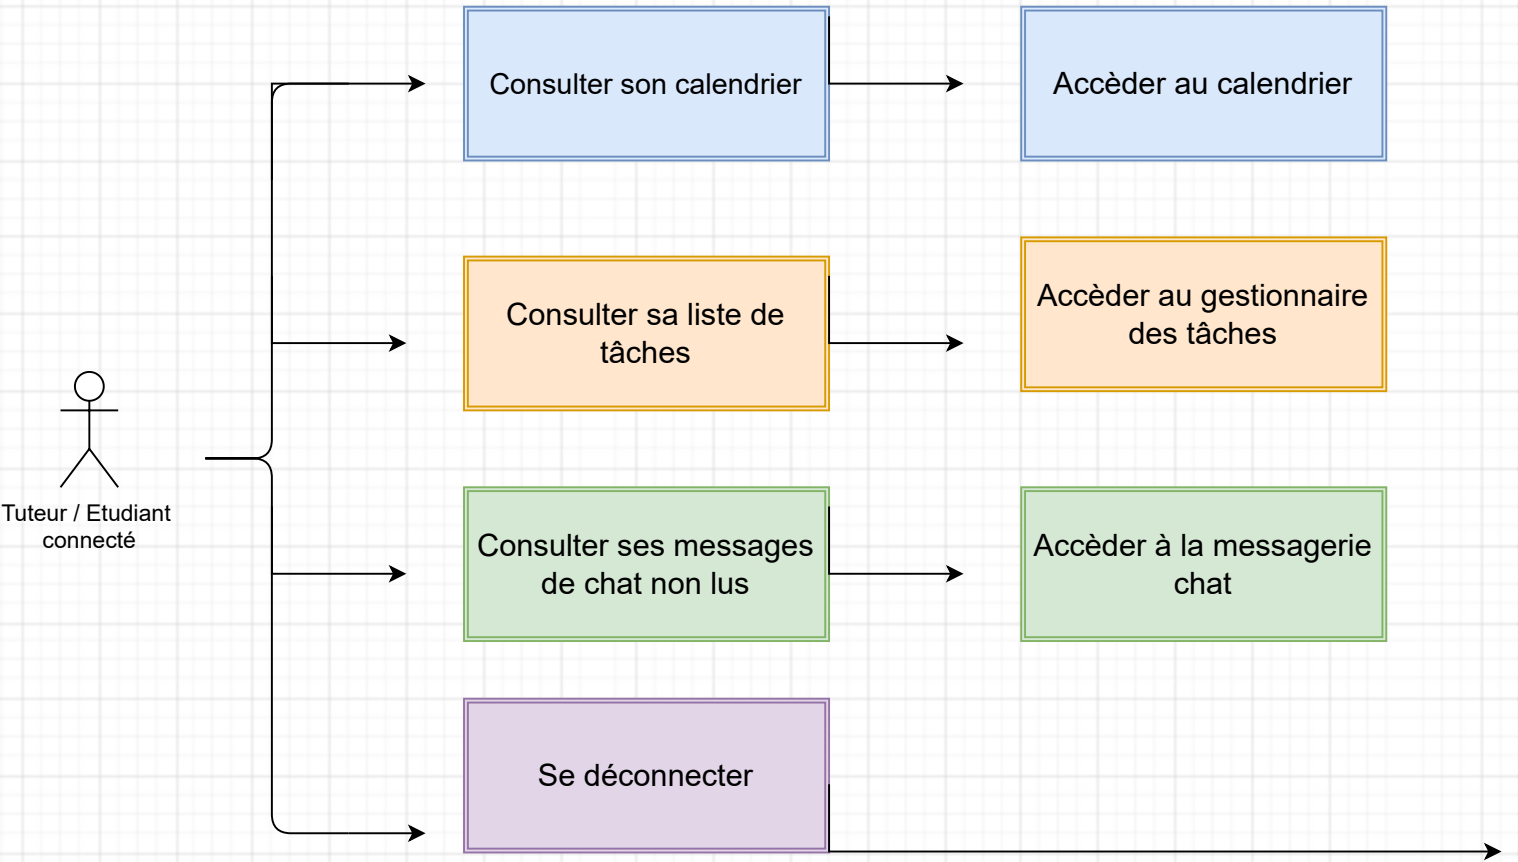 Consulter son calendrier
Accèder au calendrier
Consulter sa liste de
tâches
Accèder au gestionnaire
des tâches
Tuteur / Etudiant
connecté
Consulter ses messages
de chat non lus
Accèder à la messagerie
chat
Se déconnecter